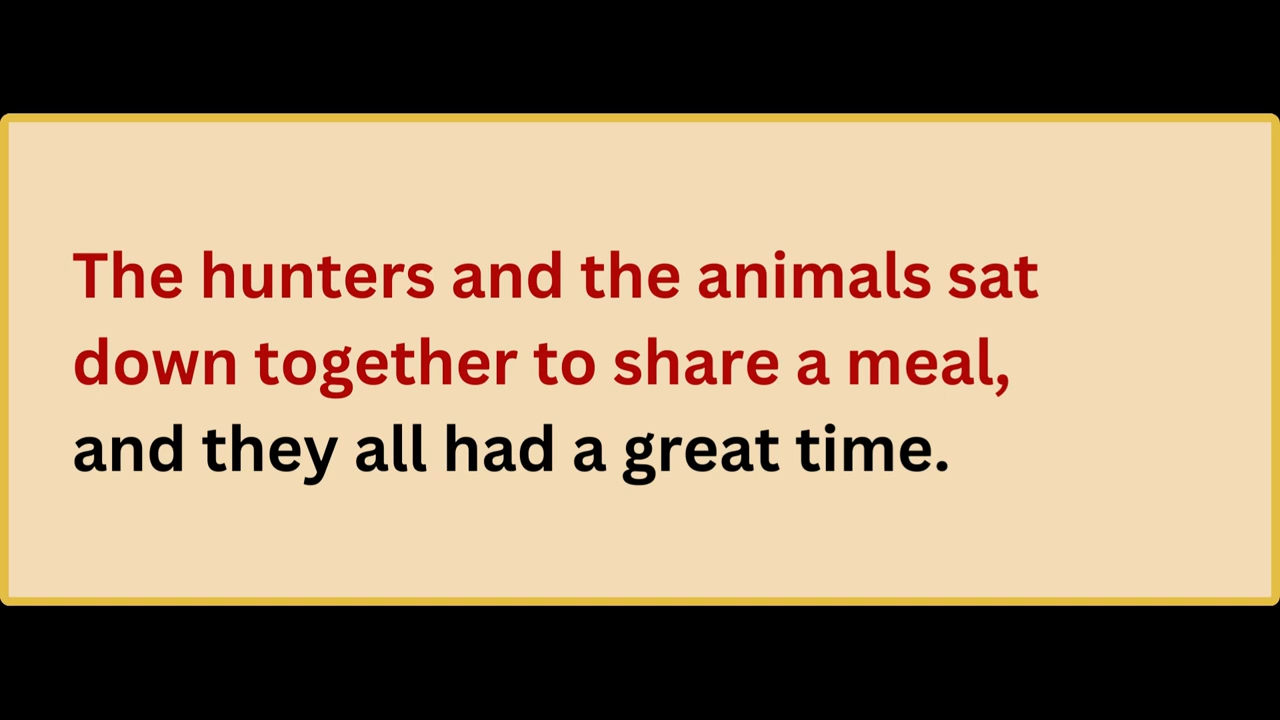 The hunters and the animals sat
down together to share a meal,
and they all had a great time.